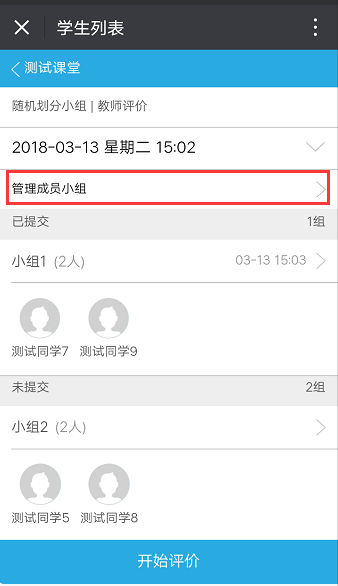 学生列表
测试课堂
随机划分小组 | 教师评价
2018-03-13 星期二 15:02
管理成员小组
已提交 1组
小组1 (2人) 03-13 15:03
测试同学7 测试同学9
未提交 2组
小组2 (2人)
测试同学5 测试同学8
开始评价